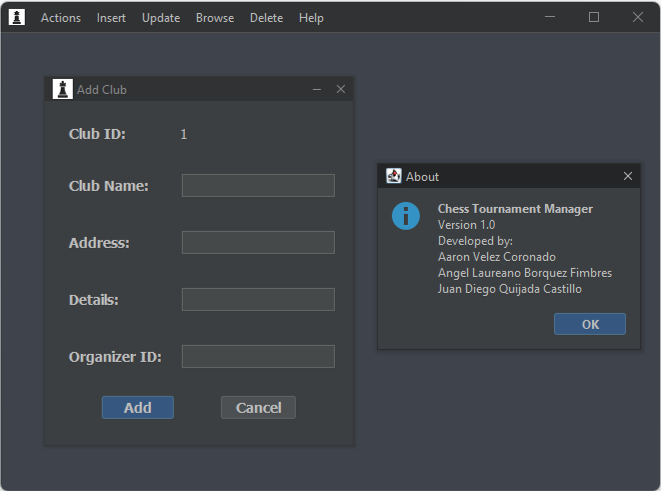 Actions Insert Update Browse Delete Help
Add Club
Club ID: 1
Club Name:
Address:
Details:
Organizer ID:
Add Cancel
About
Chess Tournament Manager
Version 1.0
Developed by:
Aaron Velez Coronado
Angel Laureano Borquez Fimbres
Juan Diego Quijada Castillo
OK